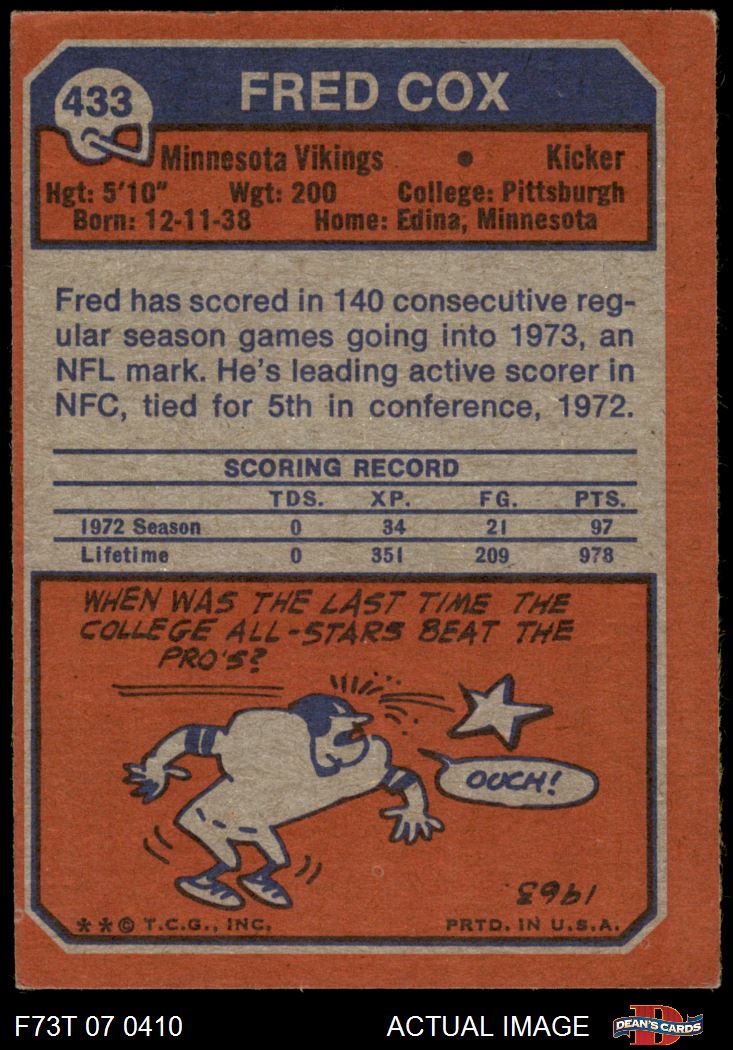 433
FRED COX
Minnesota Vikings • Kicker
Hgt: 5'10" Wgt: 200 College: Pittsburgh
Born: 12-11-38 Home: Edina, Minnesota
Fred has scored in 140 consecutive reg-
ular season games going into 1973, an
NFL mark. He's leading active scorer in
NFC, tied for 5th in conference, 1972.
SCORING RECORD
TDS. XP. FG. PTS.
1972 Season 0 34 21 97
Lifetime 0 351 209 978
WHEN WAS THE LAST TIME THE
COLLEGE ALL-STARS BEAT THE
PRO'S?
OUCH!
1963
**© T.C.G., INC. PRTD. IN U.S.A.
F73T 07 0410 ACTUAL IMAGE D DEAN'S CARDS